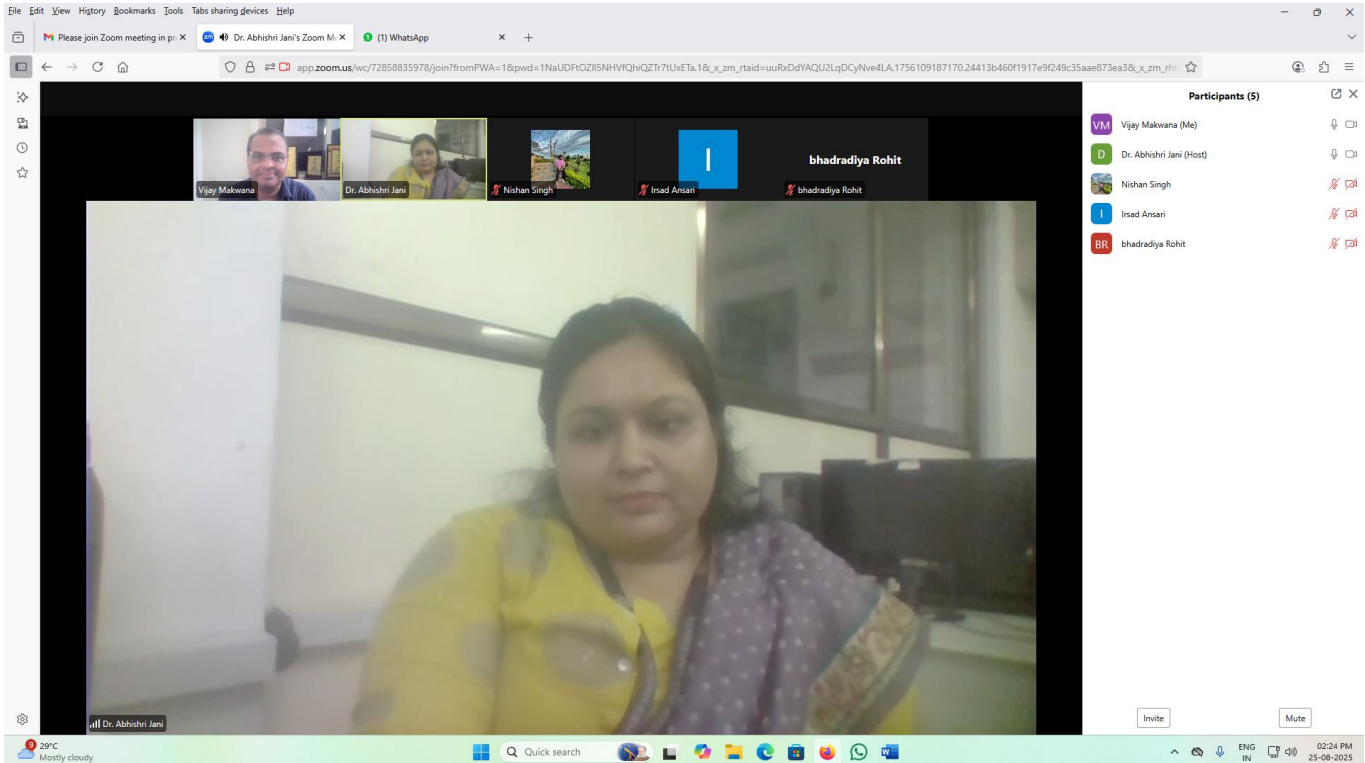 File Edit View History Bookmarks Tools Tabs sharing devices Help
Please join Zoom meeting in pr
Dr. Abhishri Jani's Zoom M
(1) WhatsApp
app.zoom.us/wc/72858835978/join?fromPWA=1&pwd=1NaUDFtOZIl5NHVfQhiQZTr7tUxETa.1&_x_zm_rtaid=uuRxDdYAQU2LqDCyNve4LA.1756109187170.24413b460f1917e9f249c35aae873ea3&_x_zm_rht
Participants (5)
VM Vijay Makwana (Me)
D Dr. Abhishri Jani (Host)
Nishan Singh
I Irsad Ansari
BR bhadradiya Rohit
I
bhadradiya Rohit
Vijay Makwana
Dr. Abhishri Jani
Nishan Singh
Irsad Ansari
bhadradiya Rohit
Dr. Abhishri Jani
Invite
Mute
9
29°C
Mostly cloudy
Quick search
ENG
IN
02:24 PM
25-08-2025